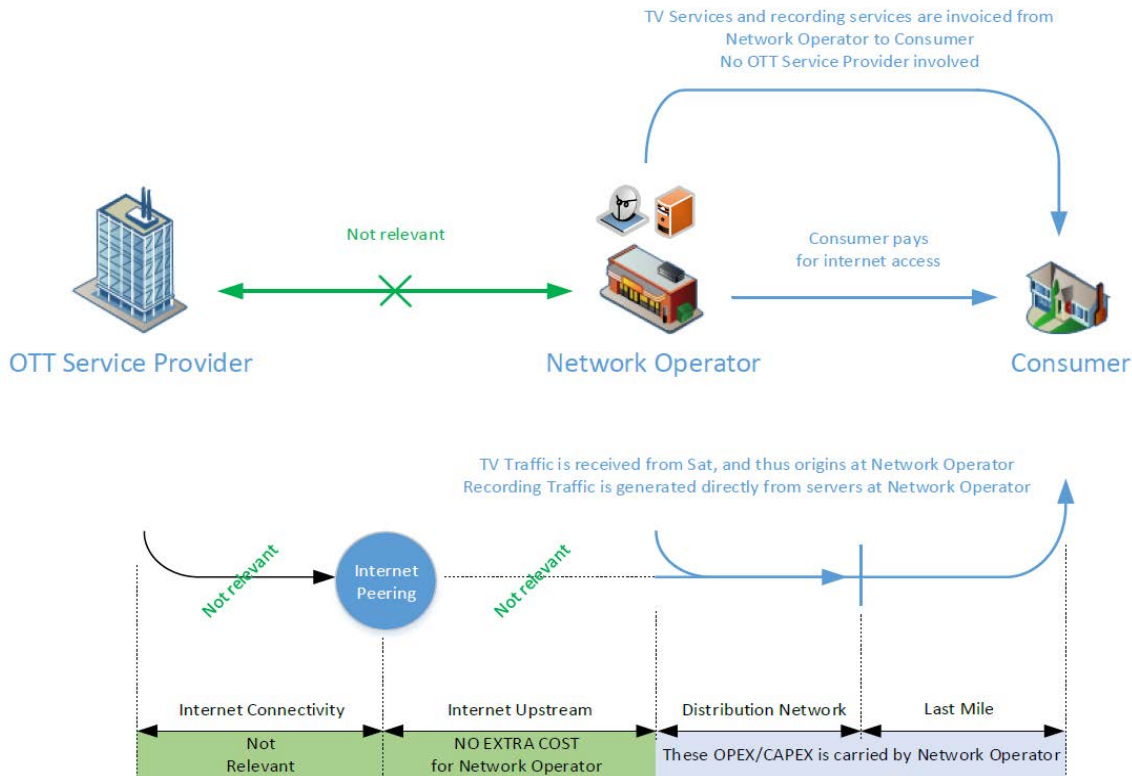 TV Services and recording services are invoiced from
Network Operator to Consumer
No OTT Service Provider involved
Not relevant
Consumer pays
for internet access
OTT Service Provider
Network Operator
Consumer
TV Traffic is received from Sat, and thus origins at Network Operator
Recording Traffic is generated directly from servers at Network Operator
Not relevant
Internet
Peering
Not relevant
Internet Connectivity
Internet Upstream
Distribution Network
Last Mile
Not
Relevant
NO EXTRA COST
for Network Operator
These OPEX/CAPEX is carried by Network Operator